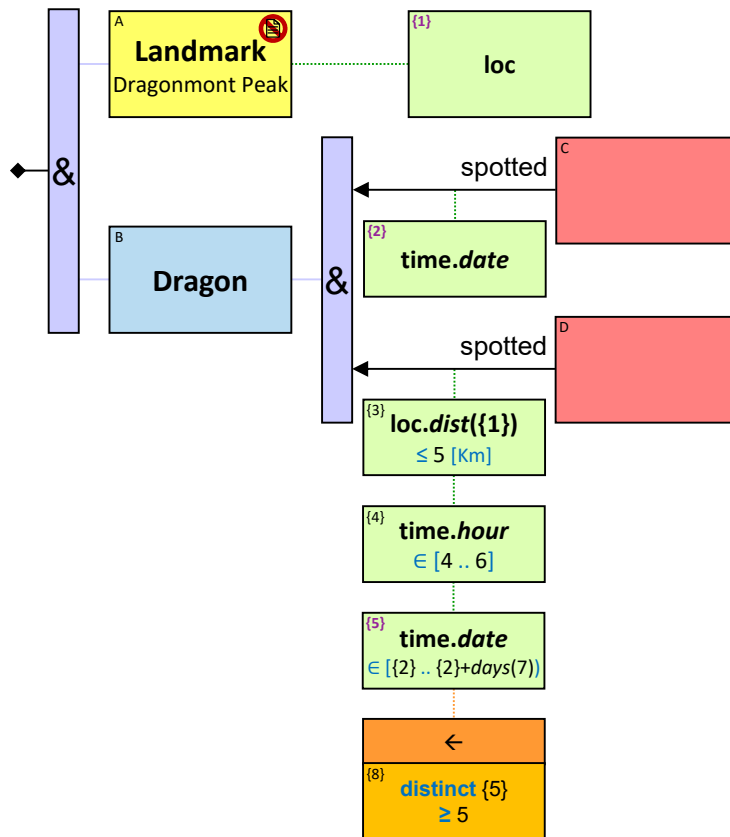 A
Landmark
Dragonmont Peak
{1}
loc
&
C
spotted
B
Dragon
{2}
time.date
&
D
spotted
{3}
loc.dist({1})
≤ 5 [Km]
{4}
time.hour
∈ [4 .. 6]
{5}
time.date
∈ [{2} .. {2}+days(7))
←
{8}
distinct {5}
≥ 5